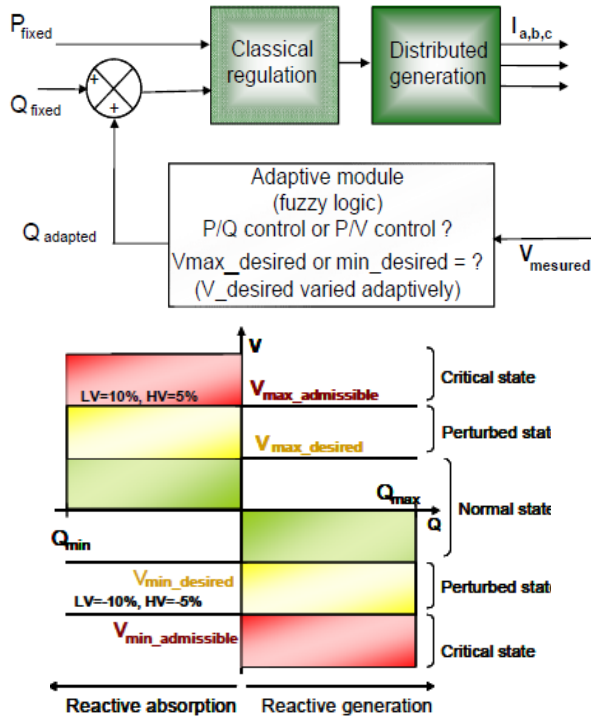 P_fixed
Classical
regulation
Distributed
generation
I_a,b,c
+
+
Q_fixed
Adaptive module
(fuzzy logic)
P/Q control or P/V control ?
Vmax_desired or min_desired = ?
(V_desired varied adaptively)
Q_adapted
V_mesured
V
LV=10%, HV=5%
V_max_admissible
Critical state
V_max_desired
Perturbed stat
Q_max
Q
Normal state
Q_min
V_min_desired
LV=-10%, HV=-5%
Perturbed state
V_min_admissible
Critical state
Reactive absorption
Reactive generation